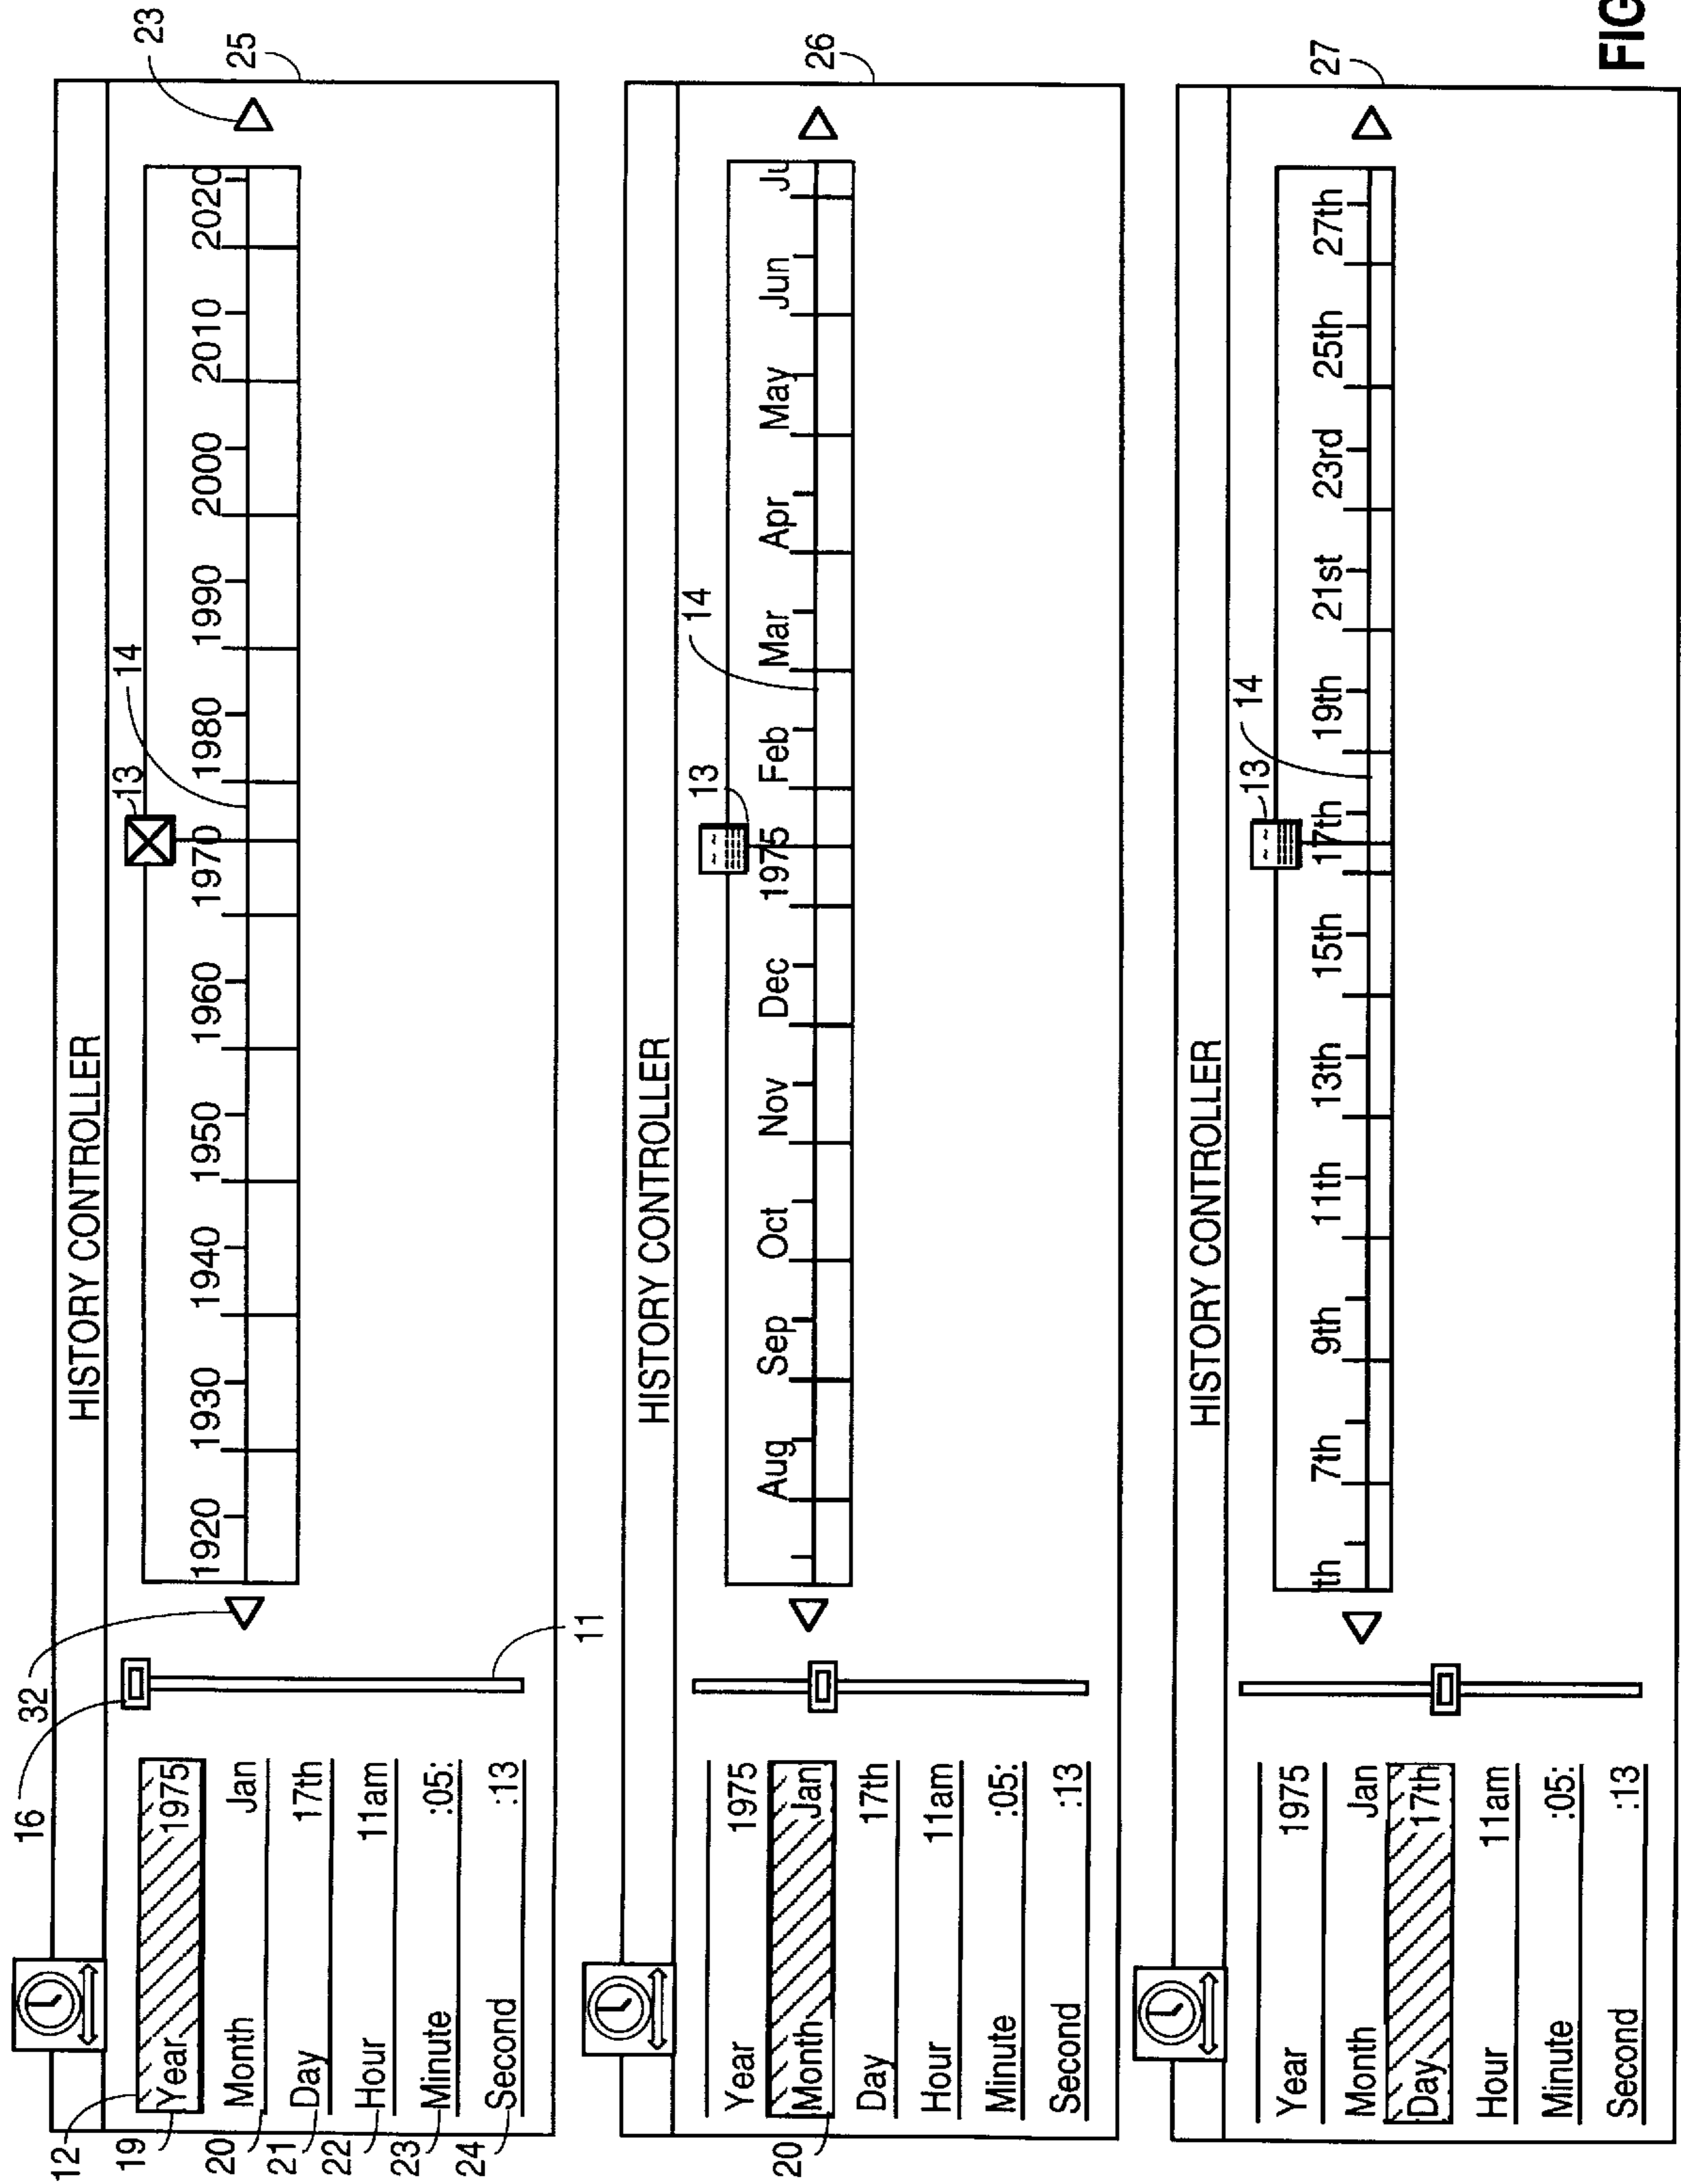 16
32
23
HISTORY CONTROLLER
25
12
19
Year 1975
20
Month Jan
21
Day 17th
22
Hour 11am
23
Minute :05:
24
Second :13
11
13
14
1920 1930 1940 1950 1960 1970 1980 1990 2000 2010 2020
HISTORY CONTROLLER
26
Year 1975
20
Month Jan
Day 17th
Hour 11am
Minute :05:
Second :13
13
14
Aug Sep Oct Nov Dec 1975 Feb Mar Apr May Jun Ju
HISTORY CONTROLLER
27
Year 1975
Month Jan
Day 17th
Hour 11am
Minute :05:
Second :13
13
14
th 7th 9th 11th 13th 15th 17th 19th 21st 23rd 25th 27th
FIG